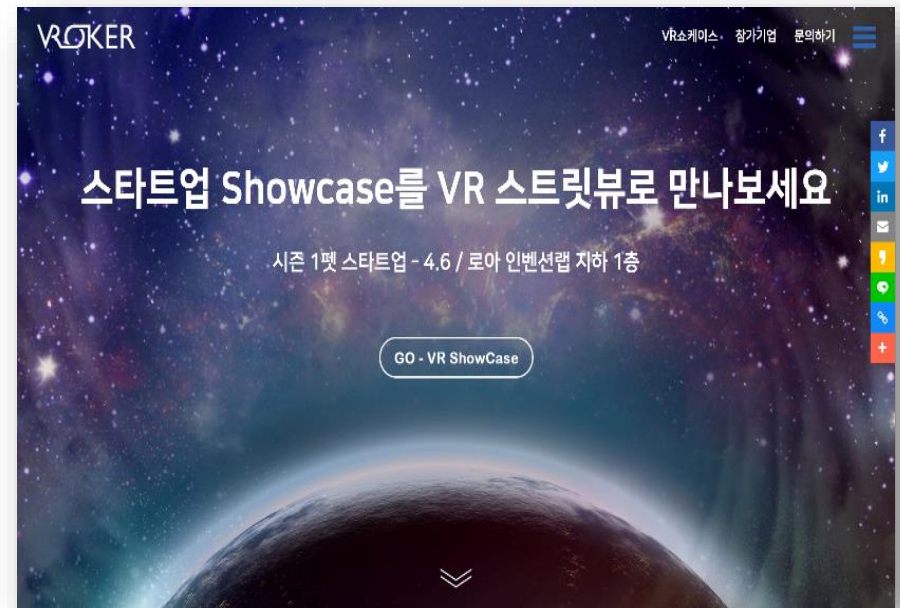 VROKER
VR쇼케이스 참가기업 문의하기
스타트업 Showcase를 VR 스트릿뷰로 만나보세요
시즌 1펫 스타트업 - 4.6 / 로아 인벤션랩 지하 1층
GO - VR ShowCase